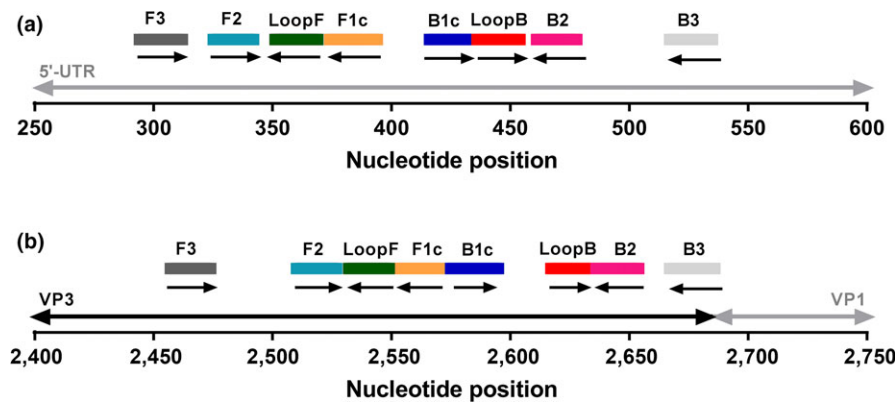 (a) F3 F2 LoopF F1c B1c LoopB B2 B3
5'-UTR
250 300 350 400 450 500 550 600
Nucleotide position
(b) F3 F2 LoopF F1c B1c LoopB B2 B3
VP3 VP1
2,400 2,450 2,500 2,550 2,600 2,650 2,700 2,750
Nucleotide position